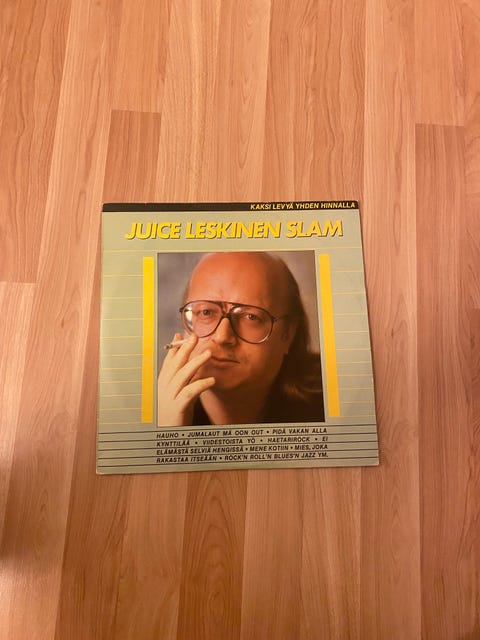 KAKSI LEVYÄ YHDEN HINNALLA
JUICE LESKINEN SLAM
HAUHO • JUMALAUT MÄ OON OUT • PIDÄ VAKAN ALLA
KYNTTILÄÄ • VIIDESTOISTA YÖ • HAETARIROCK • EI
ELÄMÄSTÄ SELVIÄ HENGISSÄ • MENE KOTIIN • MIES, JOKA
RAKASTAA ITSEÄÄN • ROCK'N ROLL'N BLUES'N JAZZ YM.